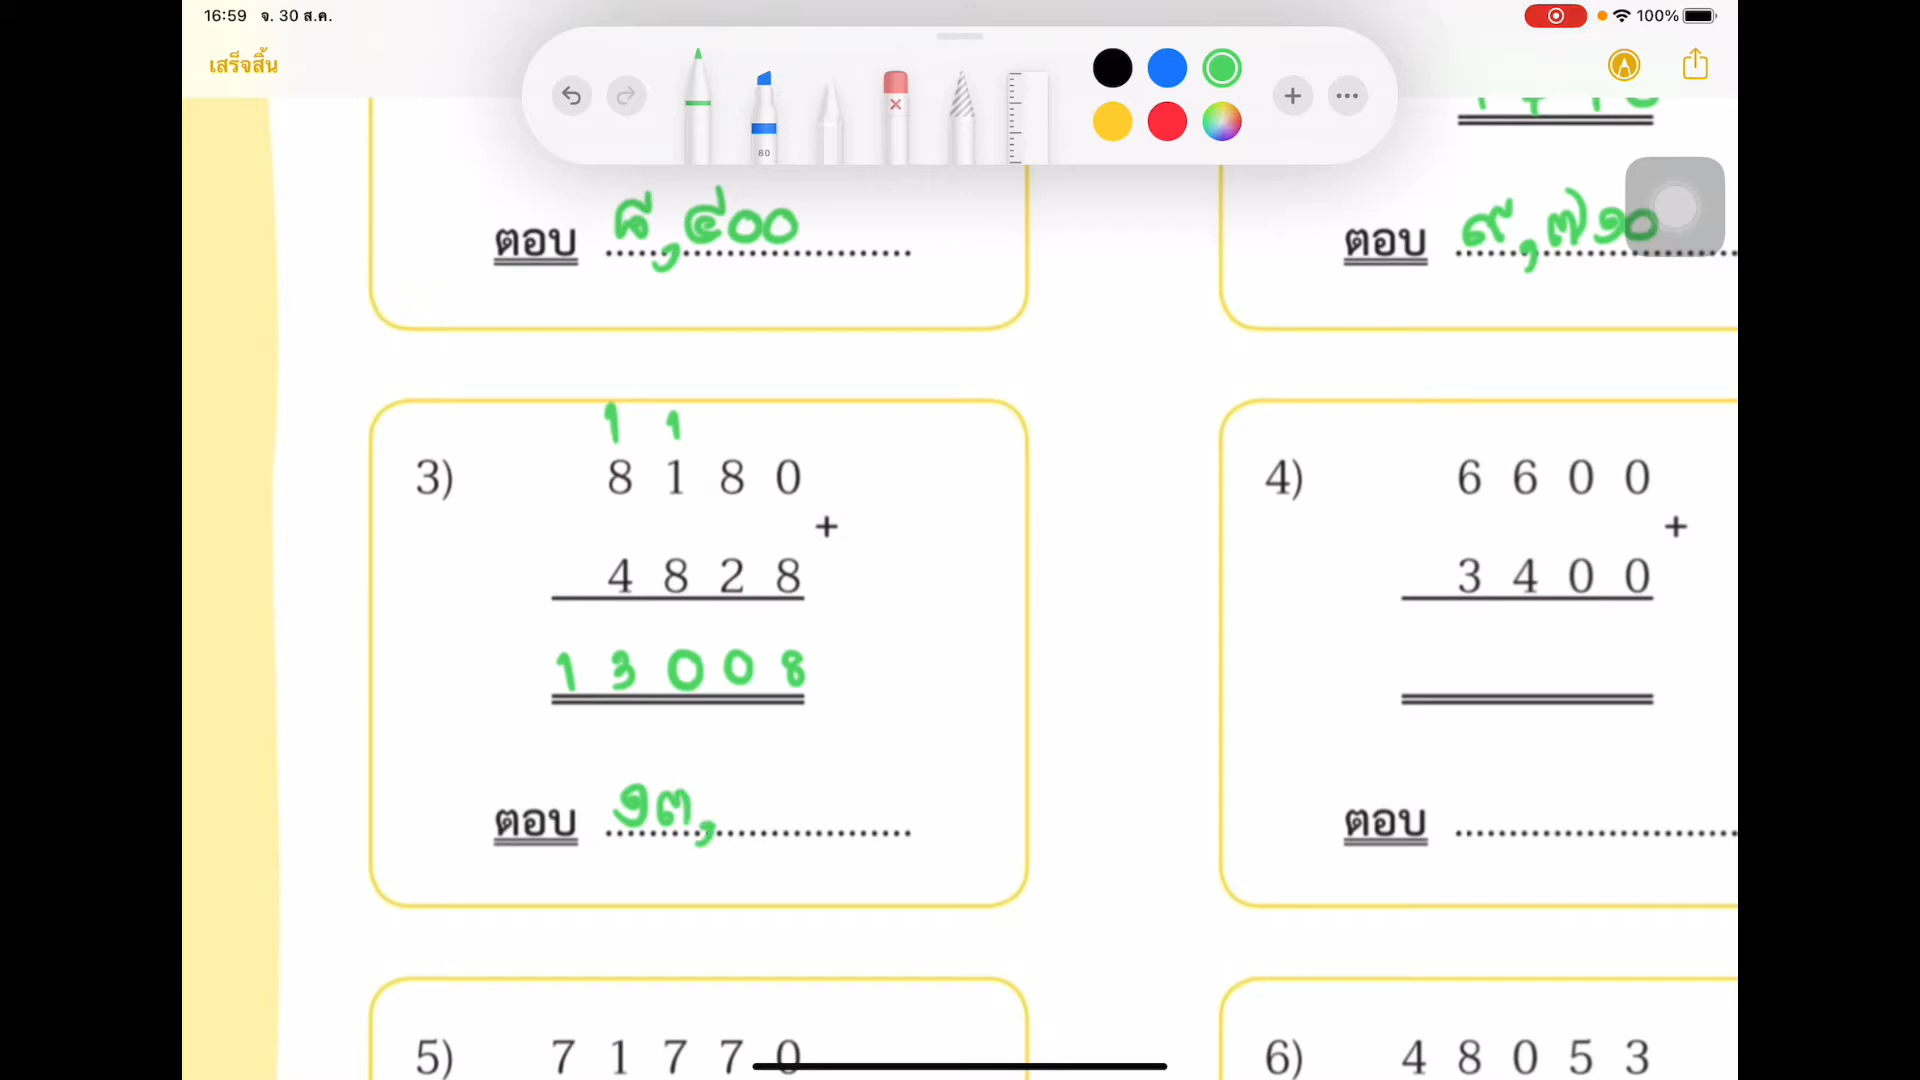 16:59 จ. 30 ส.ค.
100%
เสร็จสิ้น
80
ตอบ ๘,๕๐๐
ตอบ ๙,๗๑๐
1 1
3) 8 1 8 0
+
4 8 2 8
1 3 0 0 8
ตอบ ๑๓,
4) 6 6 0 0
+
3 4 0 0
ตอบ
5) 7 1 7 7 0
6) 4 8 0 5 3